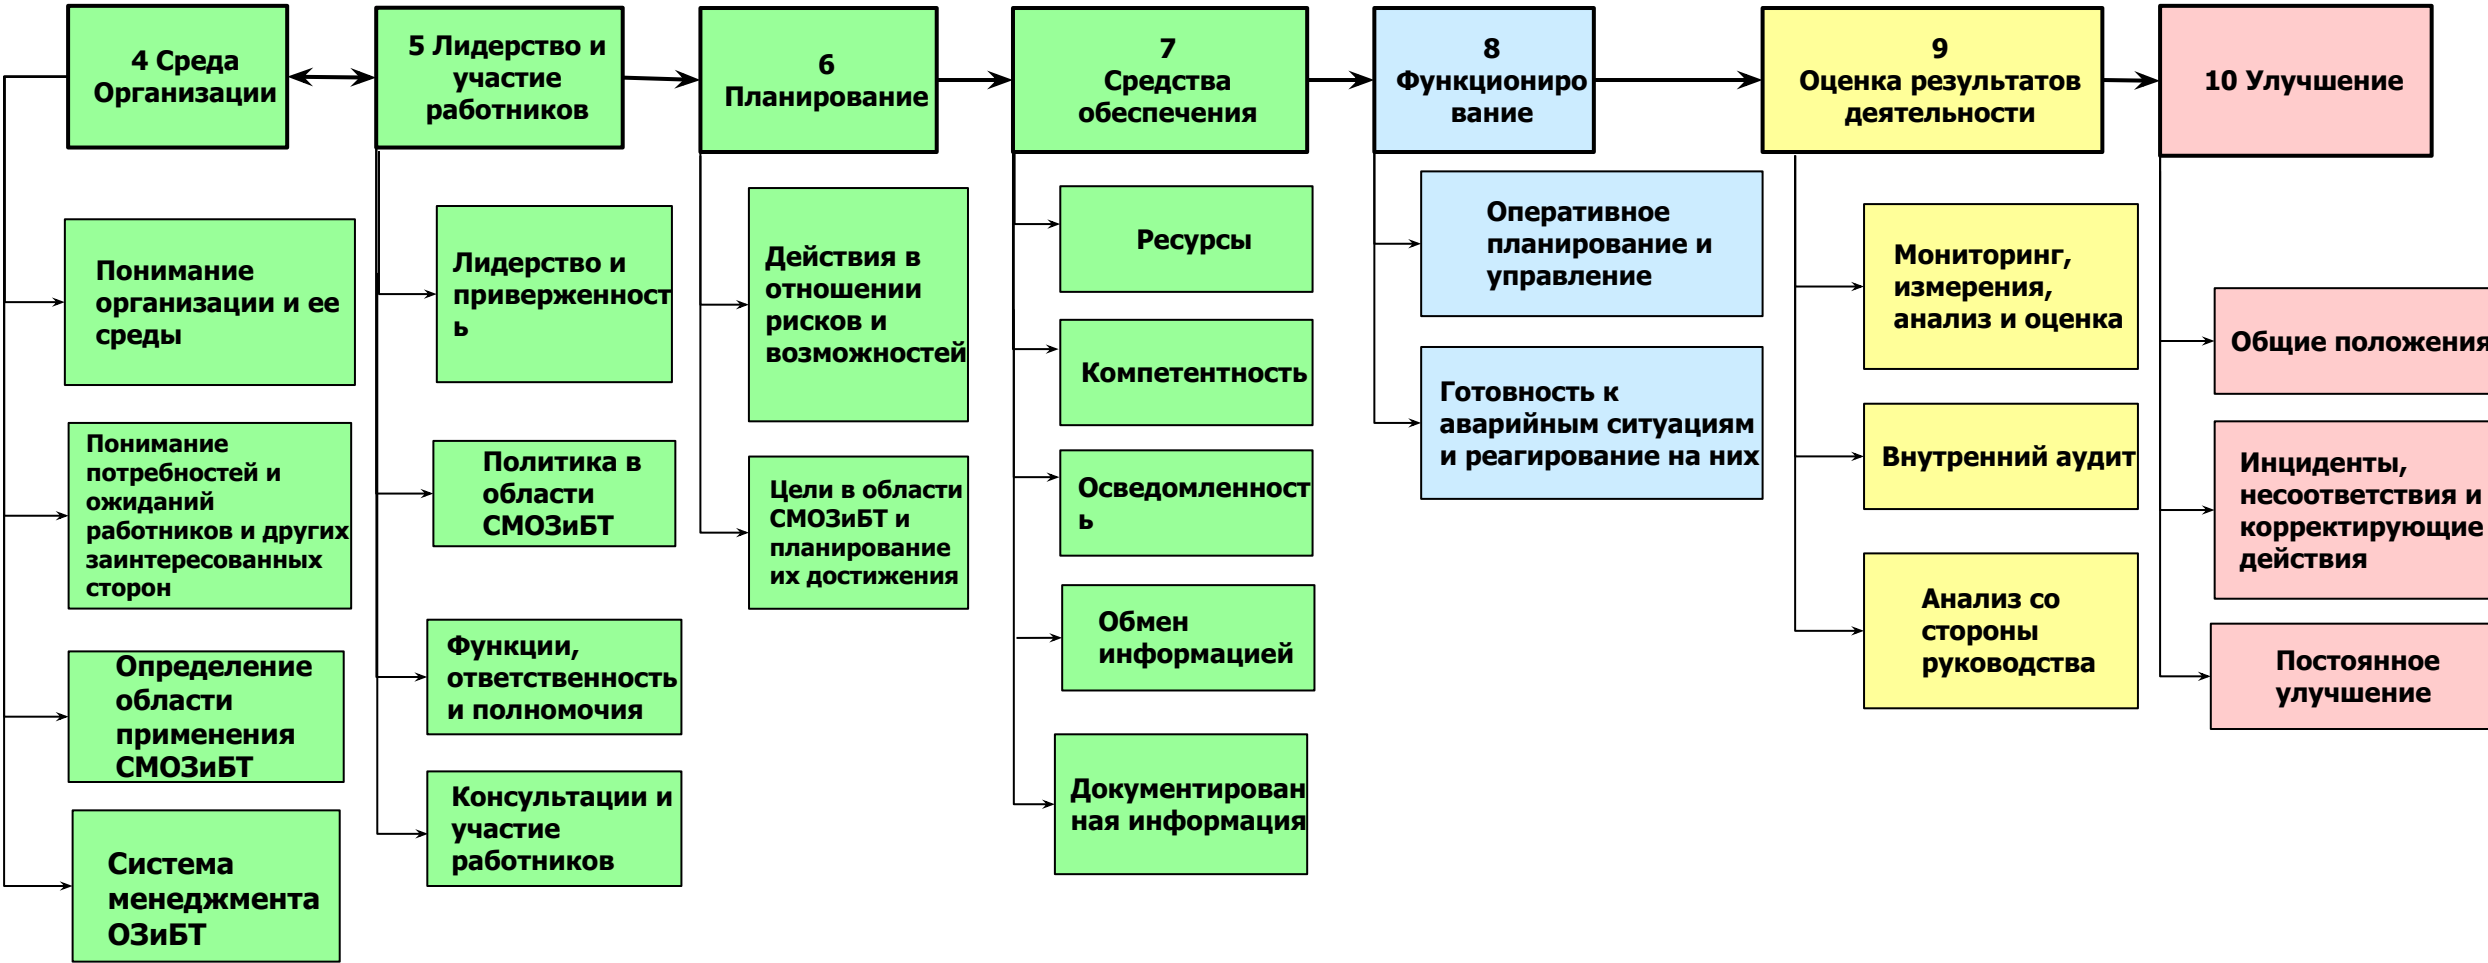 4 Среда
Организации
5 Лидерство и
участие
работников
6
Планирование
7
Средства
обеспечения
8
Функциониро
вание
9
Оценка результатов
деятельности
10 Улучшение
Понимание
организации и ее
среды
Понимание
потребностей и
ожиданий
работников и других
заинтересованных
сторон
Определение
области
применения
СМОЗиБТ
Система
менеджмента
ОЗиБТ
Лидерство и
приверженност
ь
Политика в
области
СМОЗиБТ
Функции,
ответственность
и полномочия
Консультации и
участие
работников
Действия в
отношении
рисков и
возможностей
Цели в области
СМОЗиБТ и
планирование
их достижения
Ресурсы
Компетентность
Осведомленност
ь
Обмен
информацией
Документирован
ная информация
Оперативное
планирование и
управление
Готовность к
аварийным ситуациям
и реагирование на них
Мониторинг,
измерения,
анализ и оценка
Внутренний аудит
Анализ со
стороны
руководства
Общие положения
Инциденты,
несоответствия и
корректирующие
действия
Постоянное
улучшение